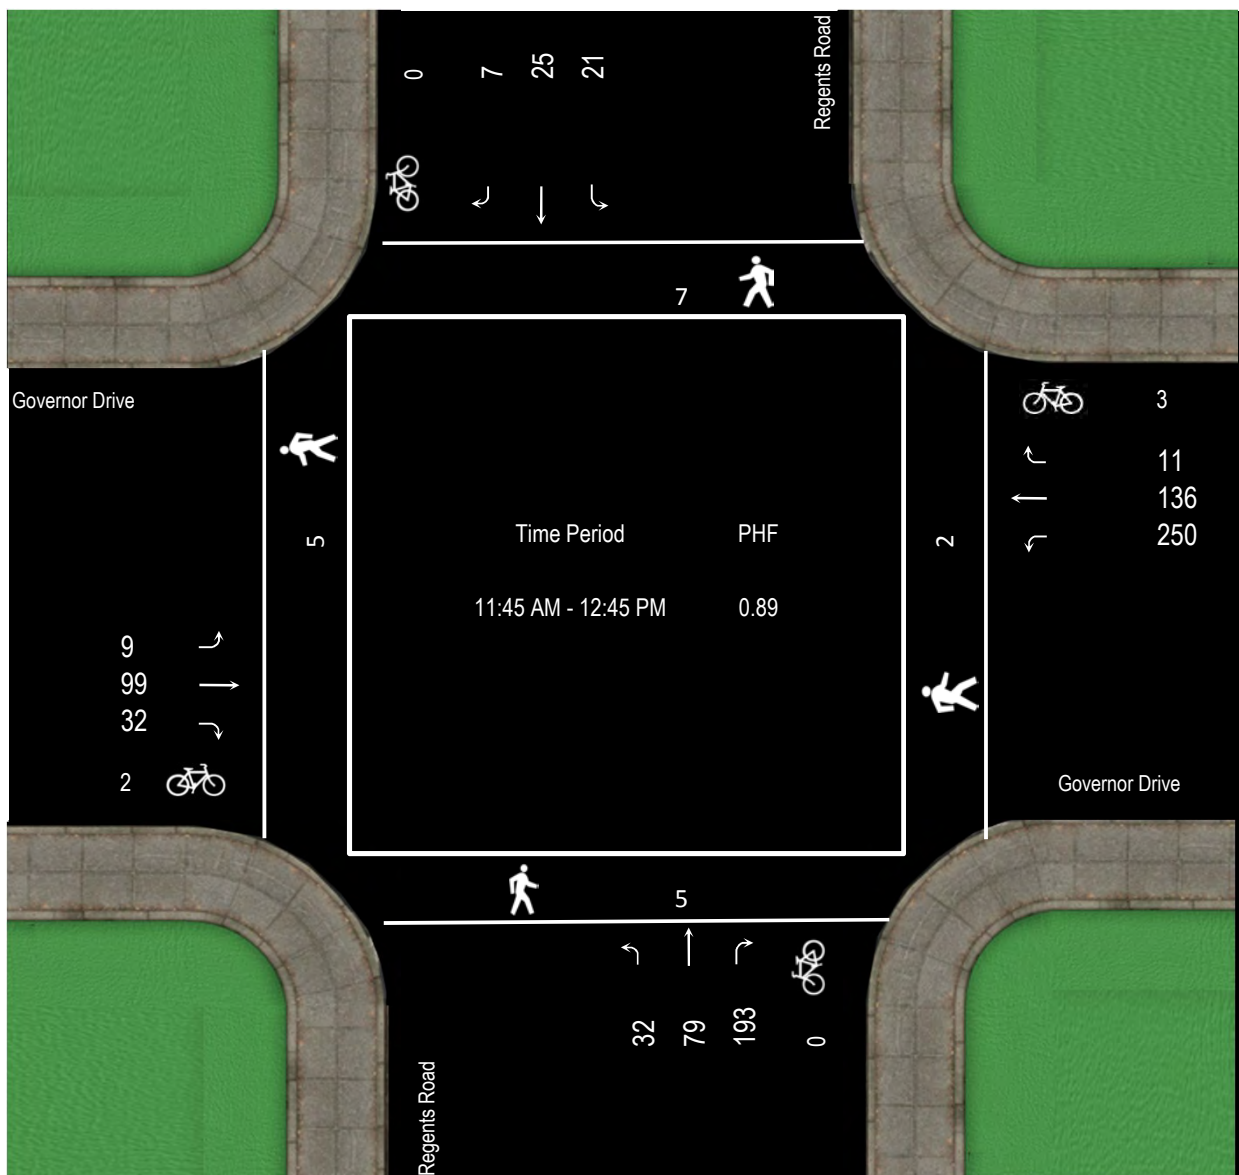 0 7 25 21
Regents Road
7
Governor Drive
3
11
136
250
5
Time Period PHF
2
11:45 AM - 12:45 PM 0.89
9
99
32
2
Governor Drive
5
32 79 193 0
Regents Road